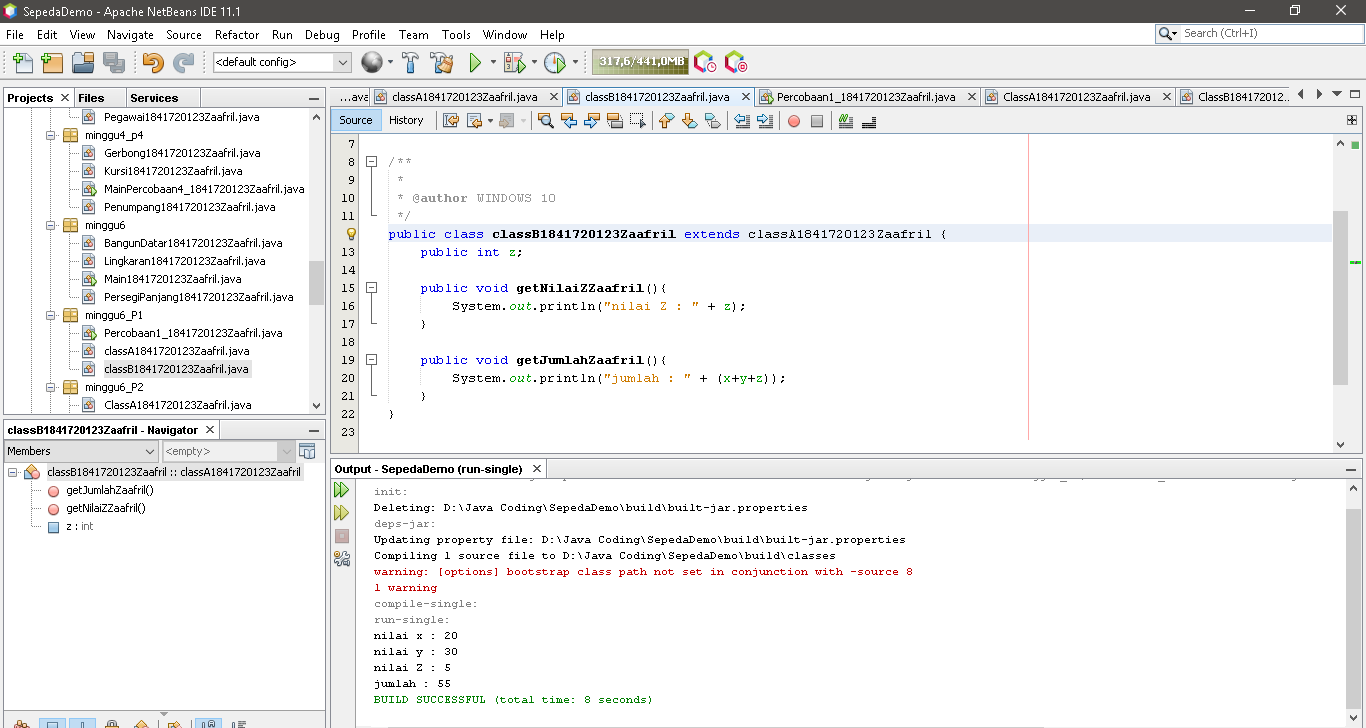 SepedaDemo - Apache NetBeans IDE 11.1
File Edit View Navigate Source Refactor Run Debug Profile Team Tools Window Help
Search (Ctrl+I)
<default config>
317,6/441,0MB
Projects Files Services
Pegawai1841720123Zaafril.java
minggu4_p4
Gerbong1841720123Zaafril.java
Kursi1841720123Zaafril.java
MainPercobaan4_1841720123Zaafril.java
Penumpang1841720123Zaafril.java
minggu6
BangunDatar1841720123Zaafril.java
Lingkaran1841720123Zaafril.java
Main1841720123Zaafril.java
PersegiPanjang1841720123Zaafril.java
minggu6_P1
Percobaan1_1841720123Zaafril.java
classA1841720123Zaafril.java
classB1841720123Zaafril.java
minggu6_P2
ClassA1841720123Zaafril.java
classB1841720123Zaafril - Navigator
Members <empty>
classB1841720123Zaafril :: classA1841720123Zaafril
getJumlahZaafril()
getNilaiZZaafril()
z : int
...ava classA1841720123Zaafril.java classB1841720123Zaafril.java Percobaan1_1841720123Zaafril.java ClassA1841720123Zaafril.java ClassB184172012...
Source History
7
8 /**
9 *
10 * @author WINDOWS 10
11 */
public class classB1841720123Zaafril extends classA1841720123Zaafril {
13 public int z;
14
15 public void getNilaiZZaafril(){
16 System.out.println("nilai Z : " + z);
17 }
18
19 public void getJumlahZaafril(){
20 System.out.println("jumlah : " + (x+y+z));
21 }
22 }
23
Output - SepedaDemo (run-single)
init:
Deleting: D:\Java Coding\SepedaDemo\build\built-jar.properties
deps-jar:
Updating property file: D:\Java Coding\SepedaDemo\build\built-jar.properties
Compiling 1 source file to D:\Java Coding\SepedaDemo\build\classes
warning: [options] bootstrap class path not set in conjunction with -source 8
1 warning
compile-single:
run-single:
nilai x : 20
nilai y : 30
nilai Z : 5
jumlah : 55
BUILD SUCCESSFUL (total time: 8 seconds)